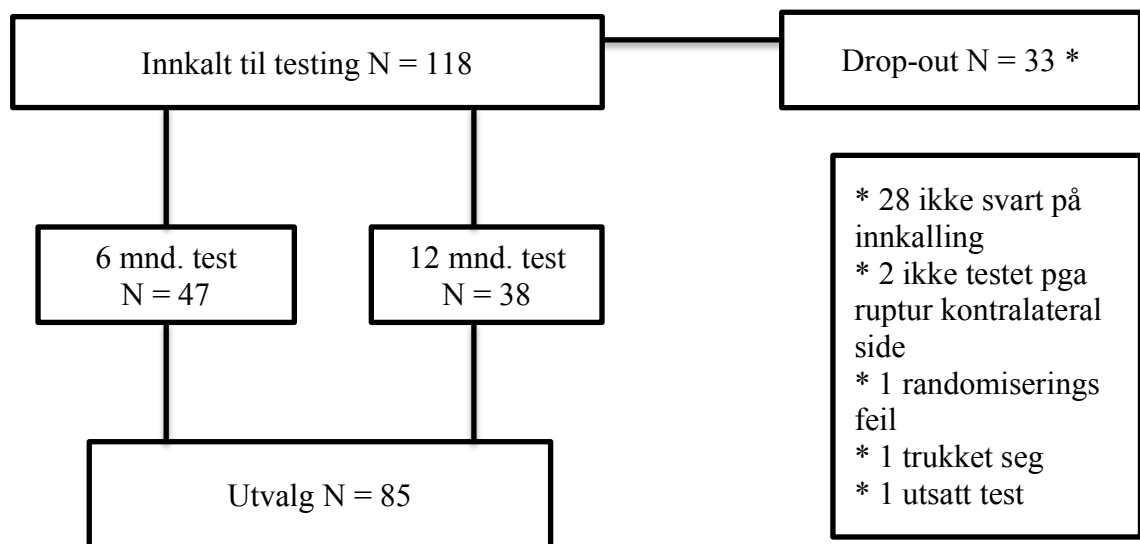 Innkalt til testing N = 118
Drop-out N = 33 *
6 mnd. test
N = 47
12 mnd. test
N = 38
* 28 ikke svart på
innkalling
* 2 ikke testet pga
ruptur kontralateral
side
* 1 randomiserings
feil
* 1 trukket seg
* 1 utsatt test
Utvalg N = 85